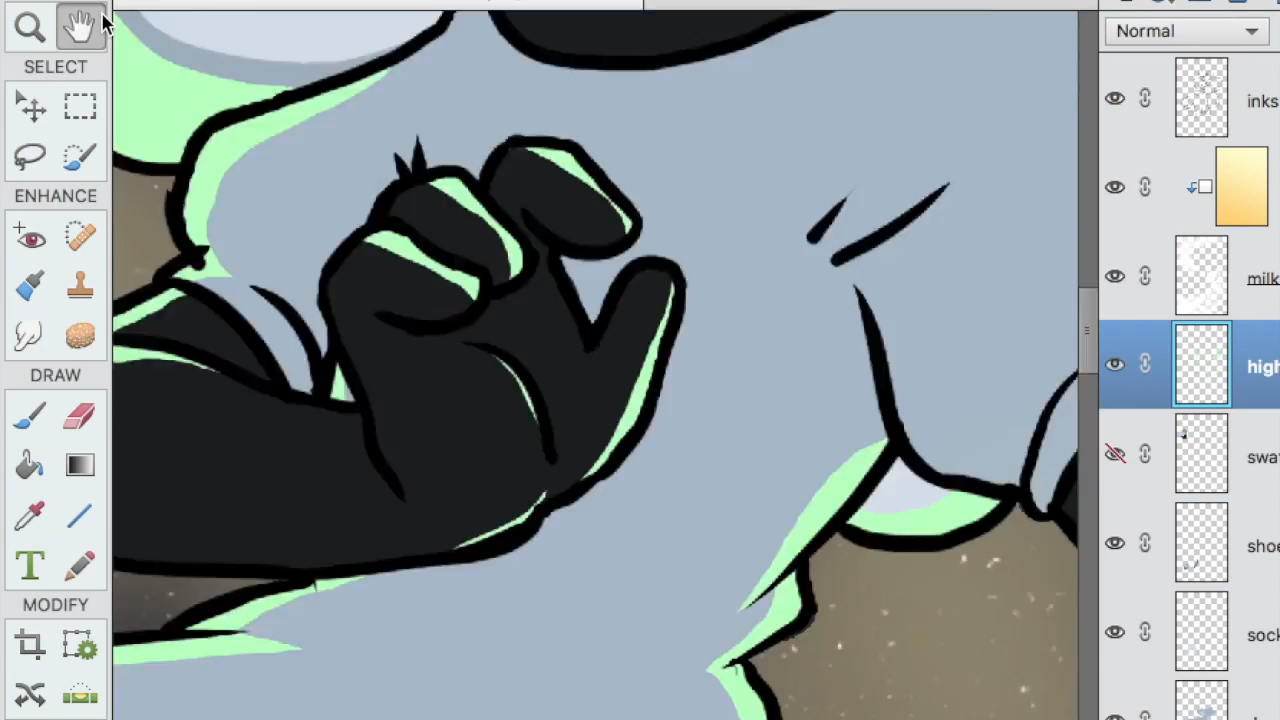 Normal
SELECT
inks
ENHANCE
milk
DRAW
high
swa
shoe
T
MODIFY
sock